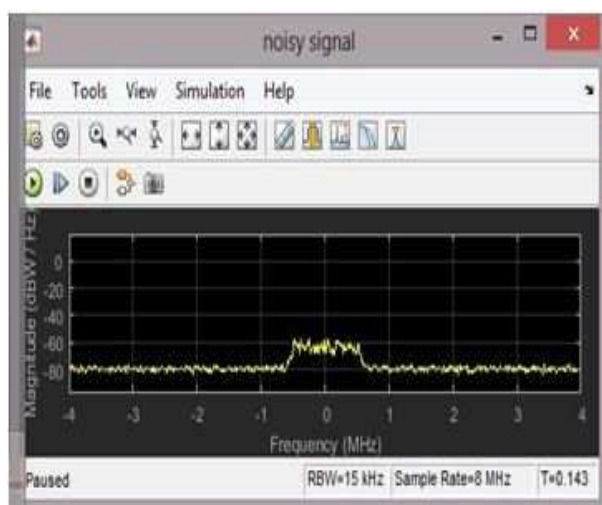 noisy signal
File Tools View Simulation Help
Magnitude (dBW / Hz)
0
-20
-40
-60
-80
-4 -3 -2 -1 0 1 2 3 4
Frequency (MHz)
Paused RBW=15 kHz Sample Rate=8 MHz T=0.143